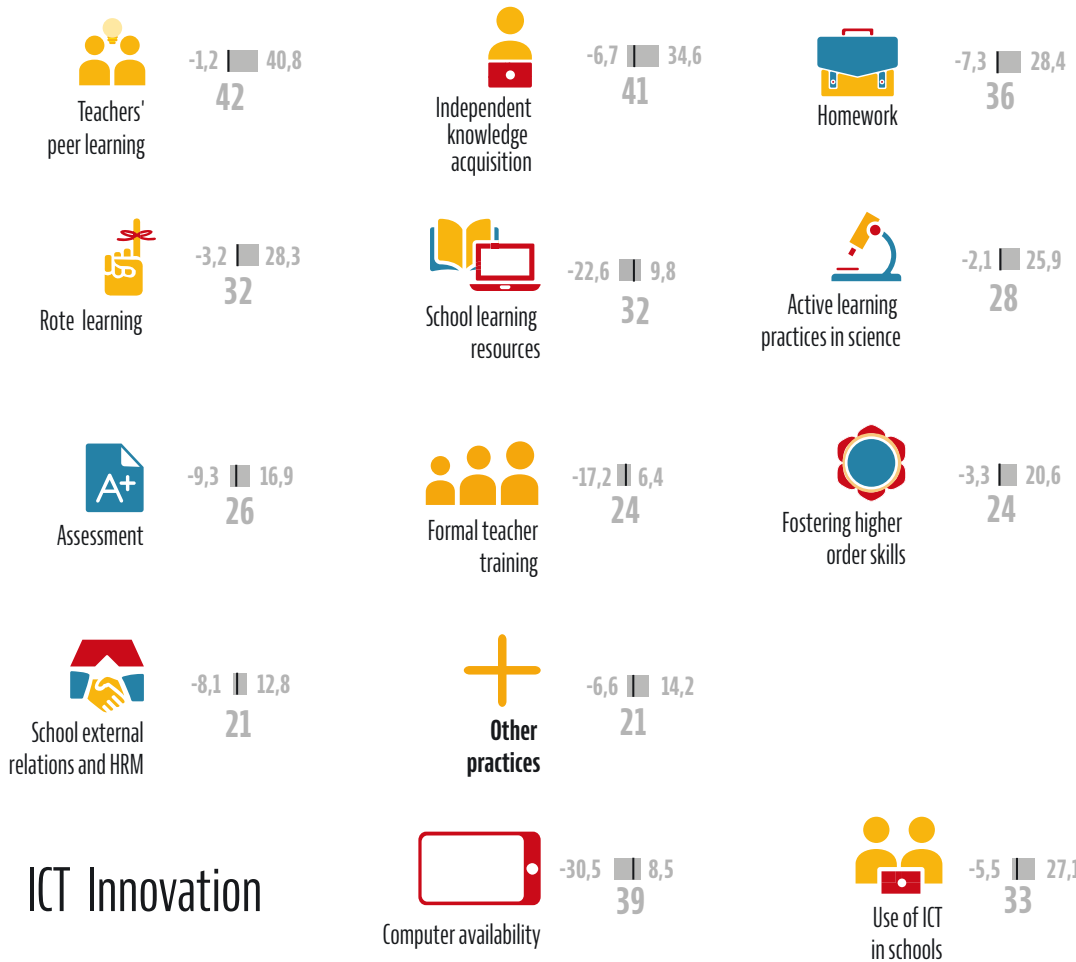 -1,2 40,8
42
Teachers'
peer learning
-6,7 34,6
41
Independent
knowledge
acquisition
-7,3 28,4
36
Homework
-3,2 28,3
32
Rote learning
-22,6 9,8
32
School learning
resources
-2,1 25,9
28
Active learning
practices in science
A+
-9,3 16,9
26
Assessment
-17,2 6,4
24
Formal teacher
training
-3,3 20,6
24
Fostering higher
order skills
-8,1 12,8
21
School external
relations and HRM
-6,6 14,2
21
Other
practices
ICT Innovation
-30,5 8,5
39
Computer availability
-5,5 27,1
33
Use of ICT
in schools